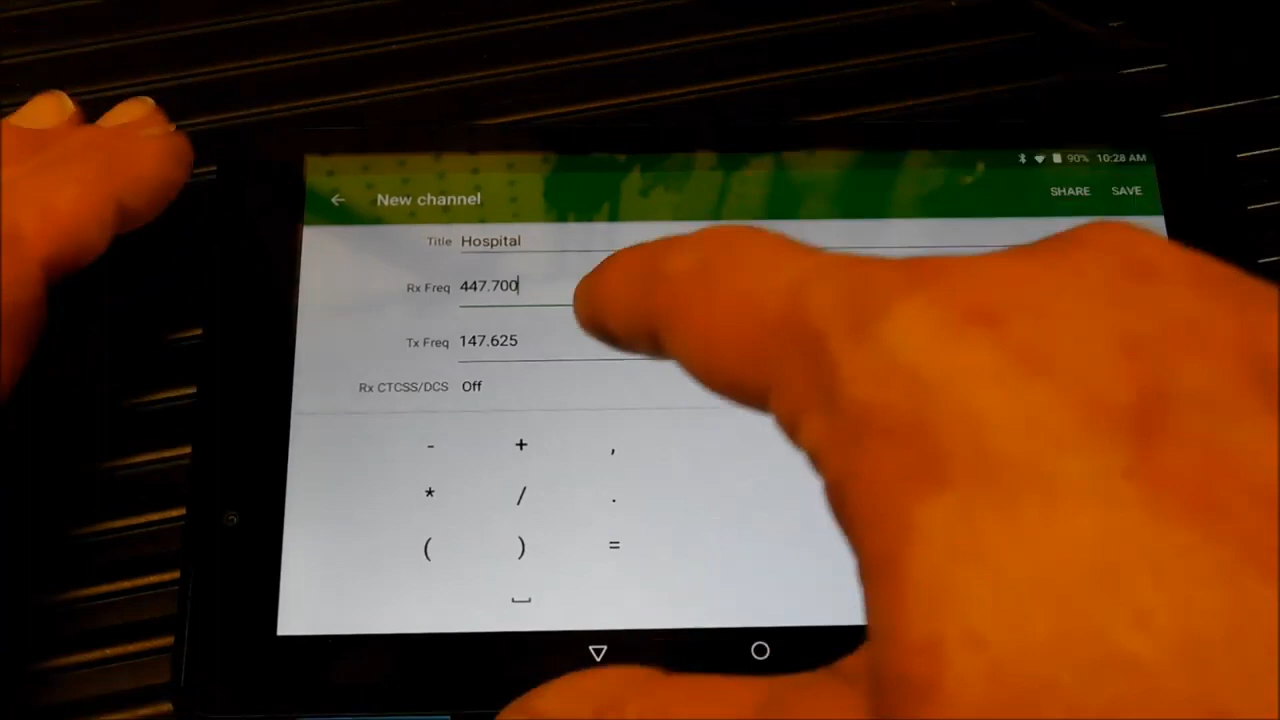 90% 10:28 AM
New channel SHARE SAVE
Title Hospital
Rx Freq 447.700
Tx Freq 147.625
Rx CTCSS/DCS Off
- + ,
* / .
( ) =